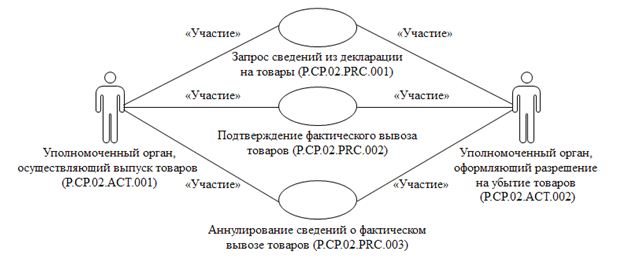 «Участие» «Участие»
Запрос сведений из декларации
на товары (P.CP.02.PRC.001)
«Участие» «Участие»
Подтверждение фактического вывоза
товаров (P.CP.02.PRC.002)
Уполномоченный орган,
осуществляющий выпуск товаров
(P.CP.02.ACT.001)
Уполномоченный орган,
оформляющий разрешение
на убытие товаров
(P.CP.02.ACT.002)
«Участие» «Участие»
Аннулирование сведений о фактическом
вывозе товаров (P.CP.02.PRC.003)